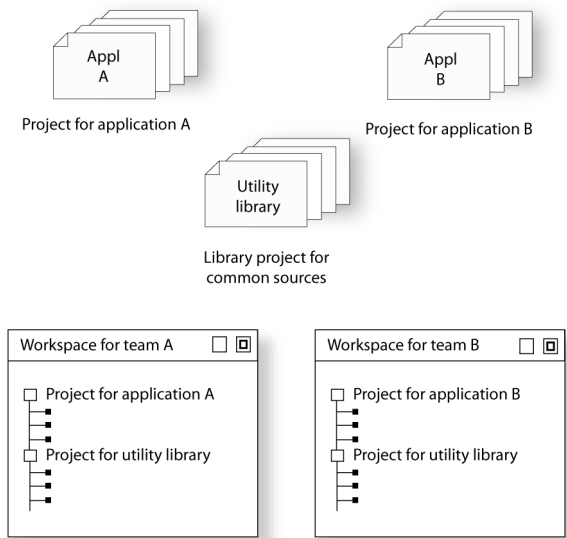 Appl
A
Project for application A
Appl
B
Project for application B
Utility
library
Library project for
common sources
Workspace for team A
Project for application A
Project for utility library
Workspace for team B
Project for application B
Project for utility library